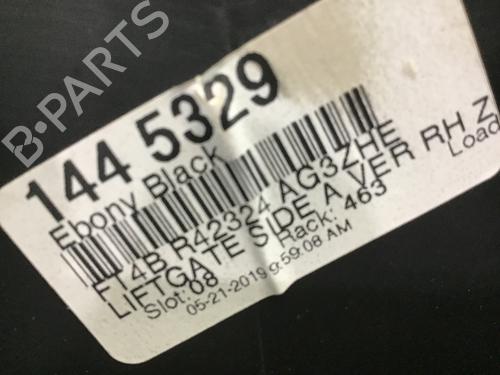 B-PARTS
144 5329
Ebony Black
FT4B R42324 AG3ZHE
LIFTGATE SIDE A VER RH Z
Slot: 08 Rack: 463 Load
05-21-2019 9:59:08 AM